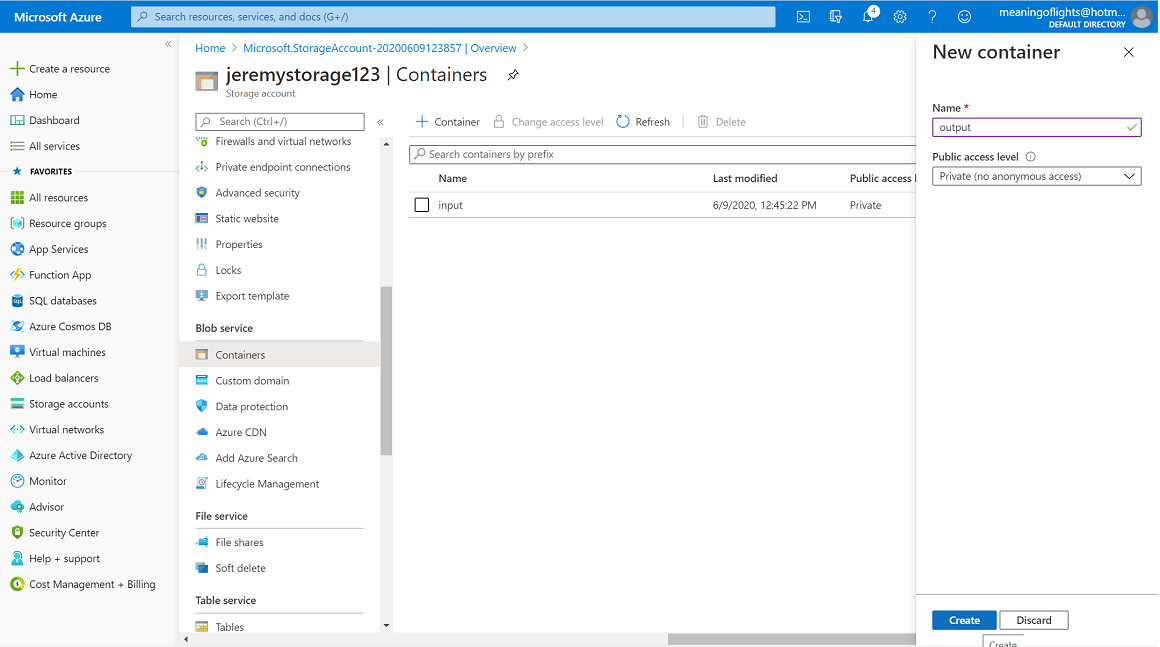 Microsoft Azure
Search resources, services, and docs (G+/)
4
meaningoflights@hotm...
DEFAULT DIRECTORY
«
Create a resource
Home
Dashboard
All services
FAVORITES
All resources
Resource groups
App Services
Function App
SQL databases
Azure Cosmos DB
Virtual machines
Load balancers
Storage accounts
Virtual networks
Azure Active Directory
Monitor
Advisor
Security Center
Help + support
Cost Management + Billing
Home > Microsoft.StorageAccount-20200609123857 | Overview >
jeremystorage123 | Containers
Storage account
Search (Ctrl+/)
«
Firewalls and virtual networks
Private endpoint connections
Advanced security
Static website
Properties
Locks
Export template
Blob service
Containers
Custom domain
Data protection
Azure CDN
Add Azure Search
Lifecycle Management
File service
File shares
Soft delete
Table service
Tables
+ Container Change access level Refresh Delete
Search containers by prefix
Name Last modified Public access l
input 6/9/2020, 12:45:22 PM Private
New container
Name *
output
Public access level
Private (no anonymous access)
Create Discard
Create